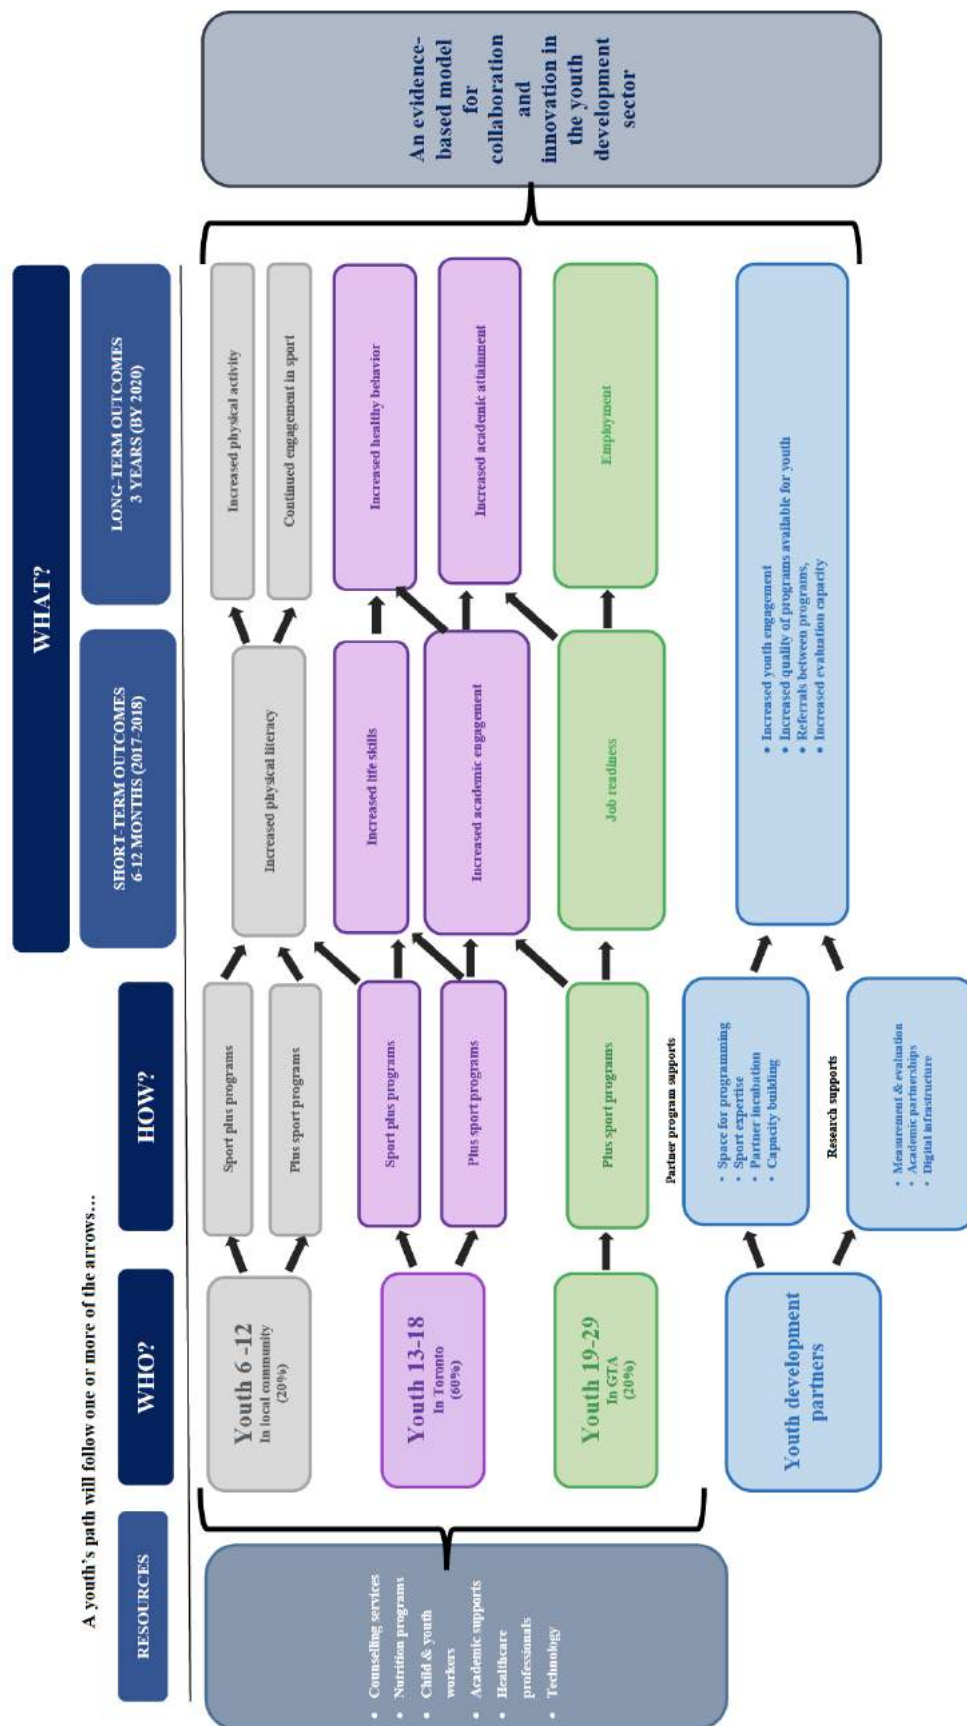 A youth's path will follow one or more of the arrows…
RESOURCES
WHO?
HOW?
WHAT?
SHORT-TERM OUTCOMES
6-12 MONTHS (2017-2018)
LONG-TERM OUTCOMES
3 YEARS (BY 2020)
• Counselling services
• Nutrition programs
• Child & youth
workers
• Academic supports
• Healthcare
professionals
• Technology
Youth 6 -12
In local community
(20%)
Sport plus programs
Plus sport programs
Increased physical literacy
Increased physical activity
Continued engagement in sport
Youth 13-18
In Toronto
(60%)
Sport plus programs
Plus sport programs
Increased life skills
Increased academic engagement
Increased healthy behavior
Increased academic attainment
Youth 19-29
In GTA
(20%)
Plus sport programs
Job readiness
Employment
Youth development
partners
Partner program supports
• Space for programming
• Sport expertise
• Partner incubation
• Capacity building
Research supports
• Measurement & evaluation
• Academic partnerships
• Digital infrastructure
• Increased youth engagement
• Increased quality of programs available for youth
• Referrals between programs,
• Increased evaluation capacity
An evidence-
based model
for
collaboration
and
innovation in
the youth
development
sector